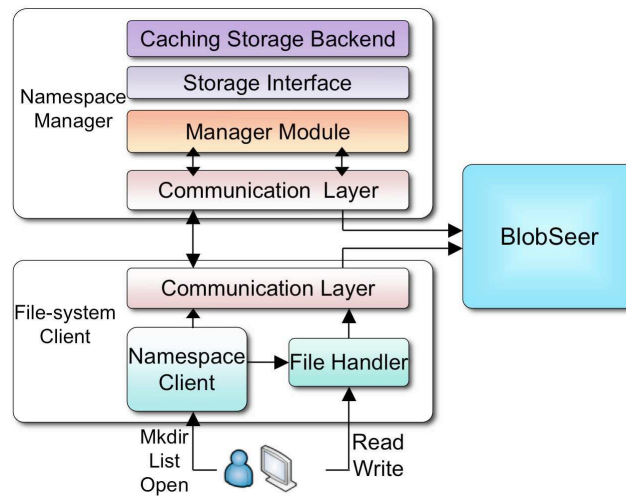 Caching Storage Backend
Storage Interface
Namespace
Manager
Manager Module
Communication Layer
BlobSeer
Communication Layer
File-system
Client
Namespace
Client
File Handler
Mkdir
List
Open
Read
Write